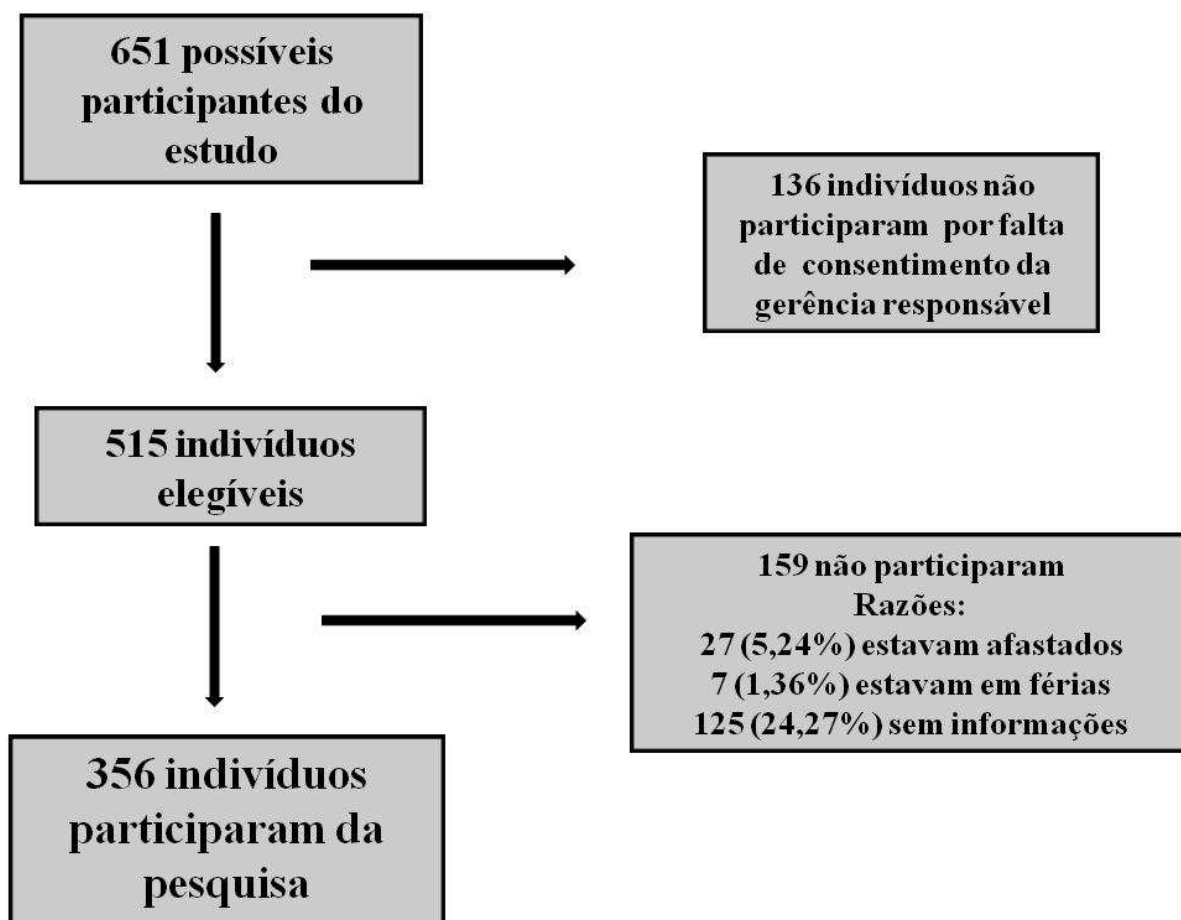 651 possíveis
participantes do
estudo
136 indivíduos não
participaram por falta
de consentimento da
gerência responsável
515 indivíduos
elegíveis
159 não participaram
Razões:
27 (5,24%) estavam afastados
7 (1,36%) estavam em férias
125 (24,27%) sem informações
356 indivíduos
participaram da
pesquisa